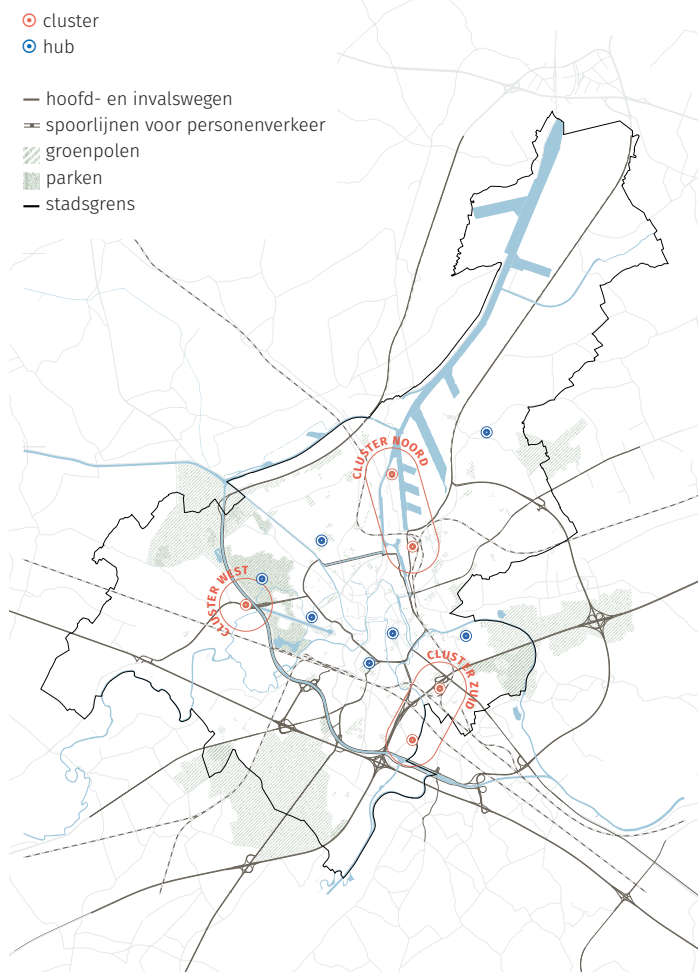 cluster
hub
hoofd- en invalswegen
spoorlijnen voor personenverkeer
groenpolen
parken
stadsgrens
CLUSTER NOORD
CLUSTER WEST
CLUSTER ZUID